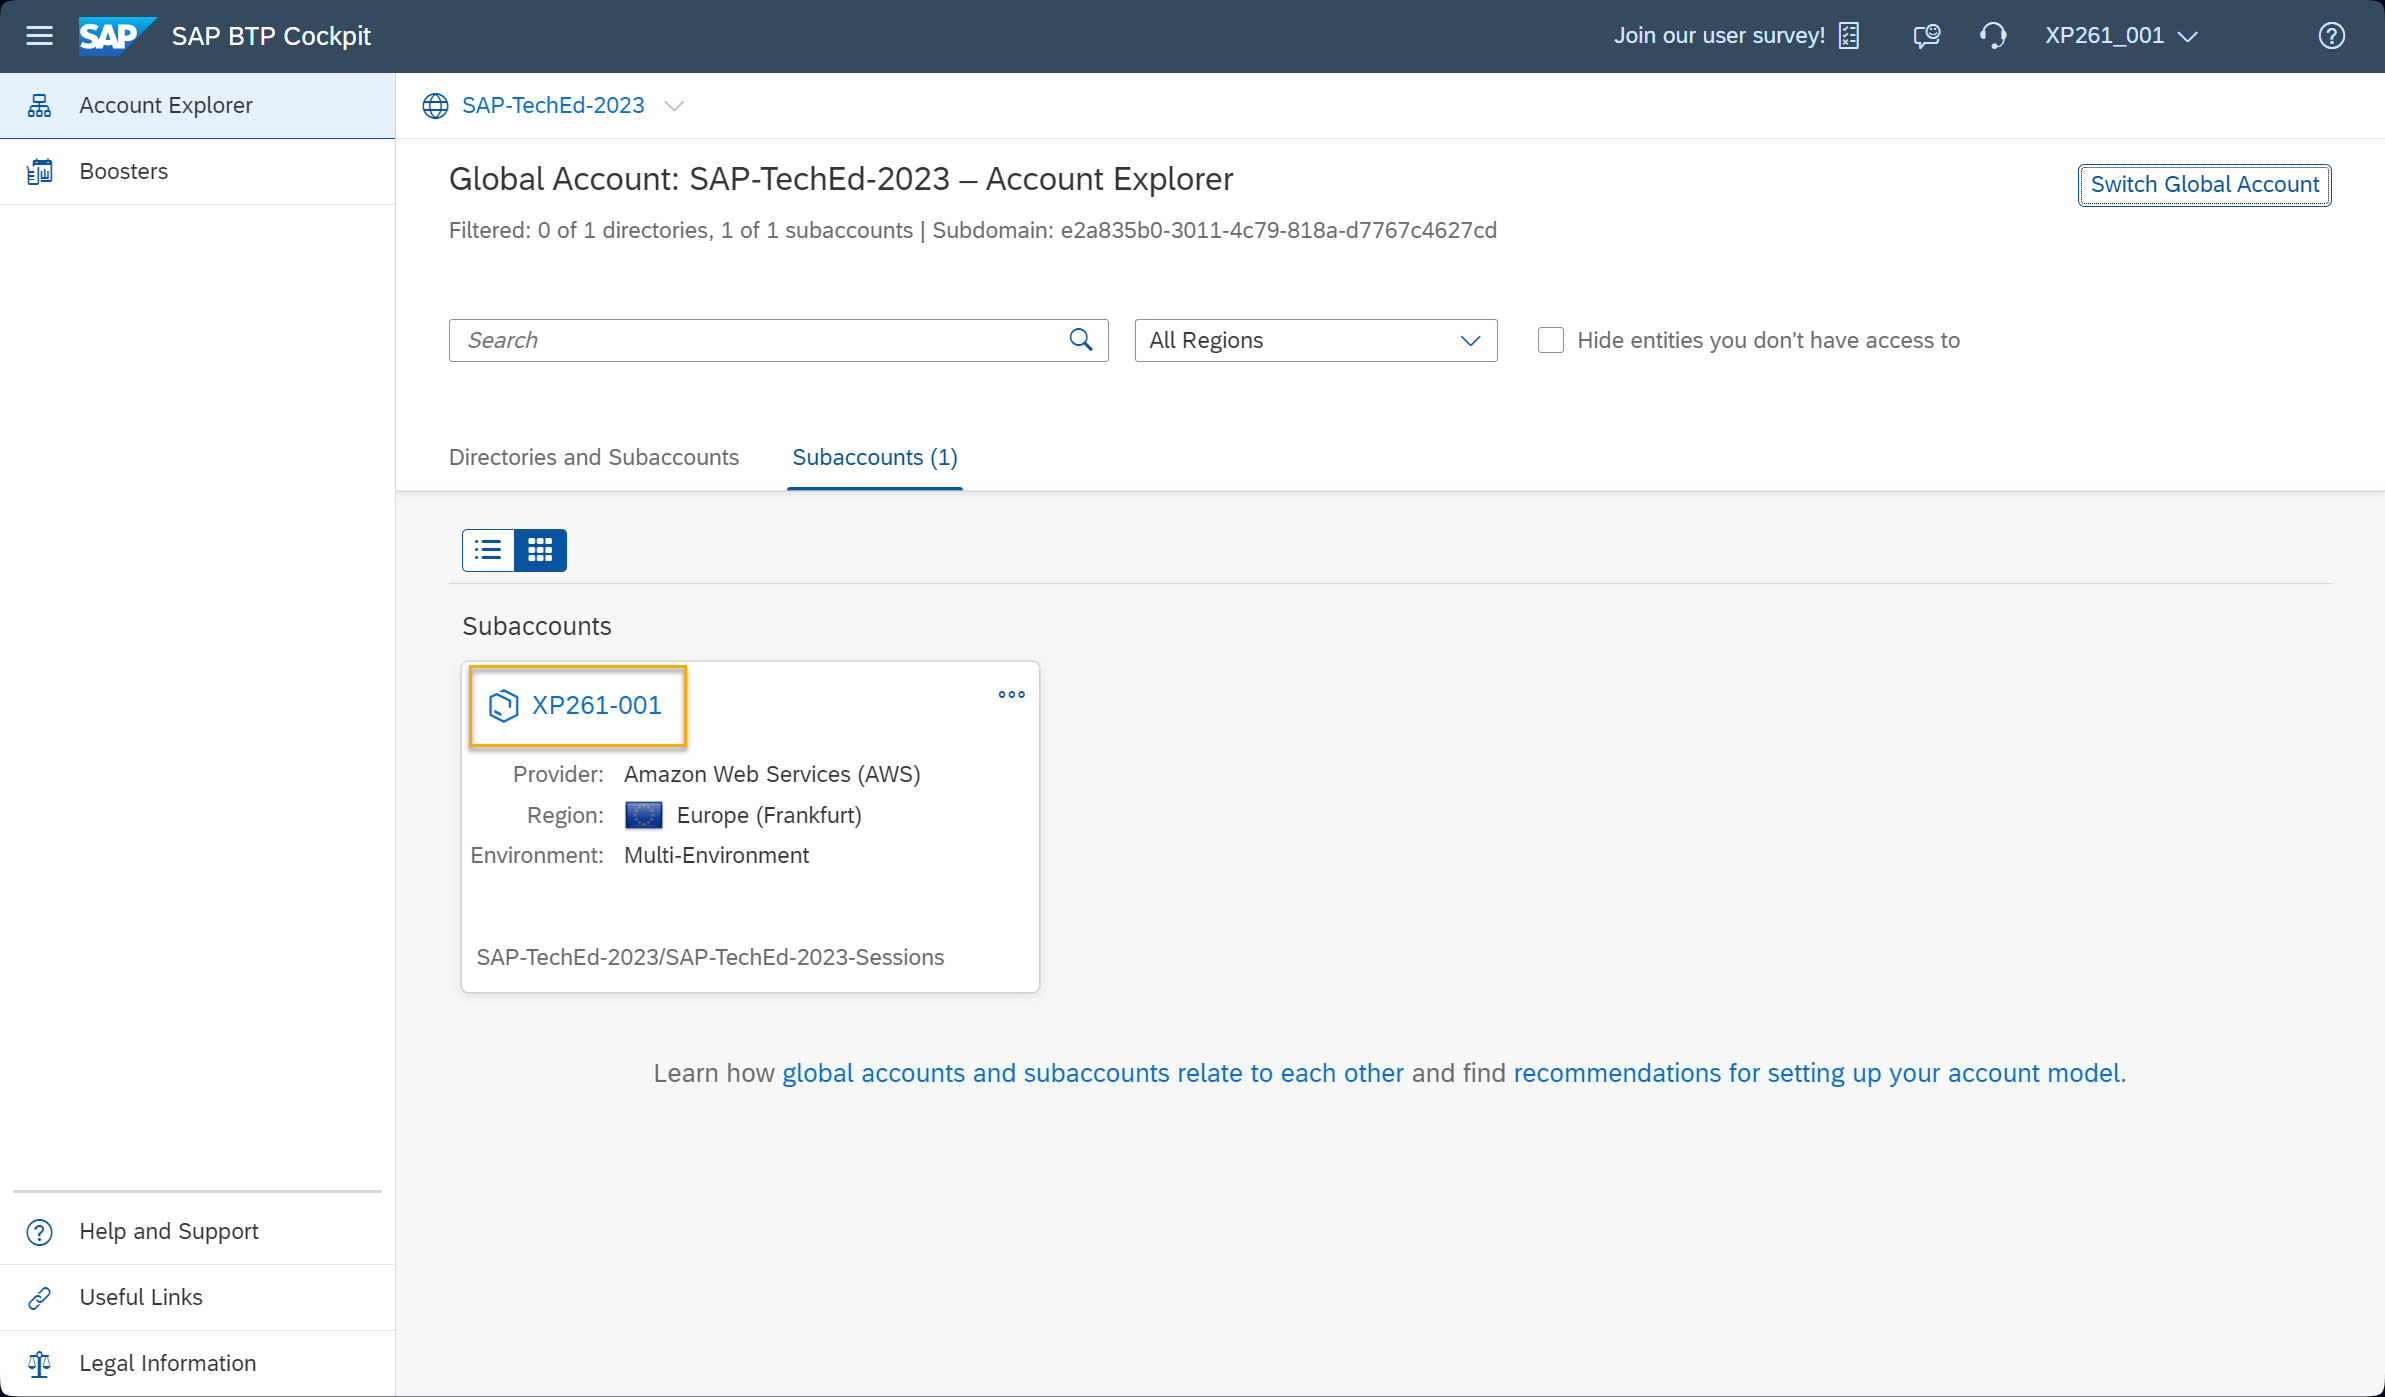 SAP SAP BTP Cockpit
Join our user survey!
XP261_001
Account Explorer
Boosters
SAP-TechEd-2023
Global Account: SAP-TechEd-2023 – Account Explorer
Switch Global Account
Filtered: 0 of 1 directories, 1 of 1 subaccounts | Subdomain: e2a835b0-3011-4c79-818a-d7767c4627cd
Search
All Regions
Hide entities you don't have access to
Directories and Subaccounts
Subaccounts (1)
Subaccounts
XP261-001
Provider: Amazon Web Services (AWS)
Region: Europe (Frankfurt)
Environment: Multi-Environment
SAP-TechEd-2023/SAP-TechEd-2023-Sessions
Learn how global accounts and subaccounts relate to each other and find recommendations for setting up your account model.
Help and Support
Useful Links
Legal Information